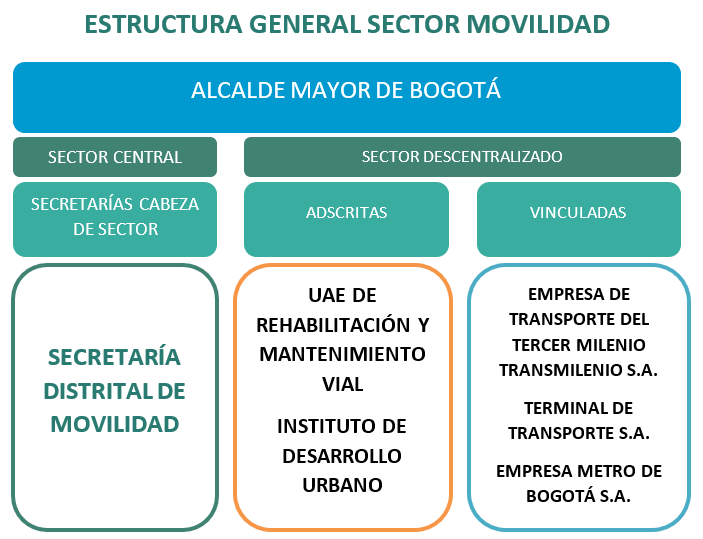 ESTRUCTURA GENERAL SECTOR MOVILIDAD
ALCALDE MAYOR DE BOGOTÁ
SECTOR CENTRAL
SECTOR DESCENTRALIZADO
SECRETARÍAS CABEZA
DE SECTOR
ADSCRITAS
VINCULADAS
SECRETARÍA
DISTRITAL DE
MOVILIDAD
UAE DE
REHABILITACIÓN Y
MANTENIMIENTO
VIAL
INSTITUTO DE
DESARROLLO
URBANO
EMPRESA DE
TRANSPORTE DEL
TERCER MILENIO
TRANSMILENIO S.A.
TERMINAL DE
TRANSPORTE S.A.
EMPRESA METRO DE
BOGOTÁ S.A.